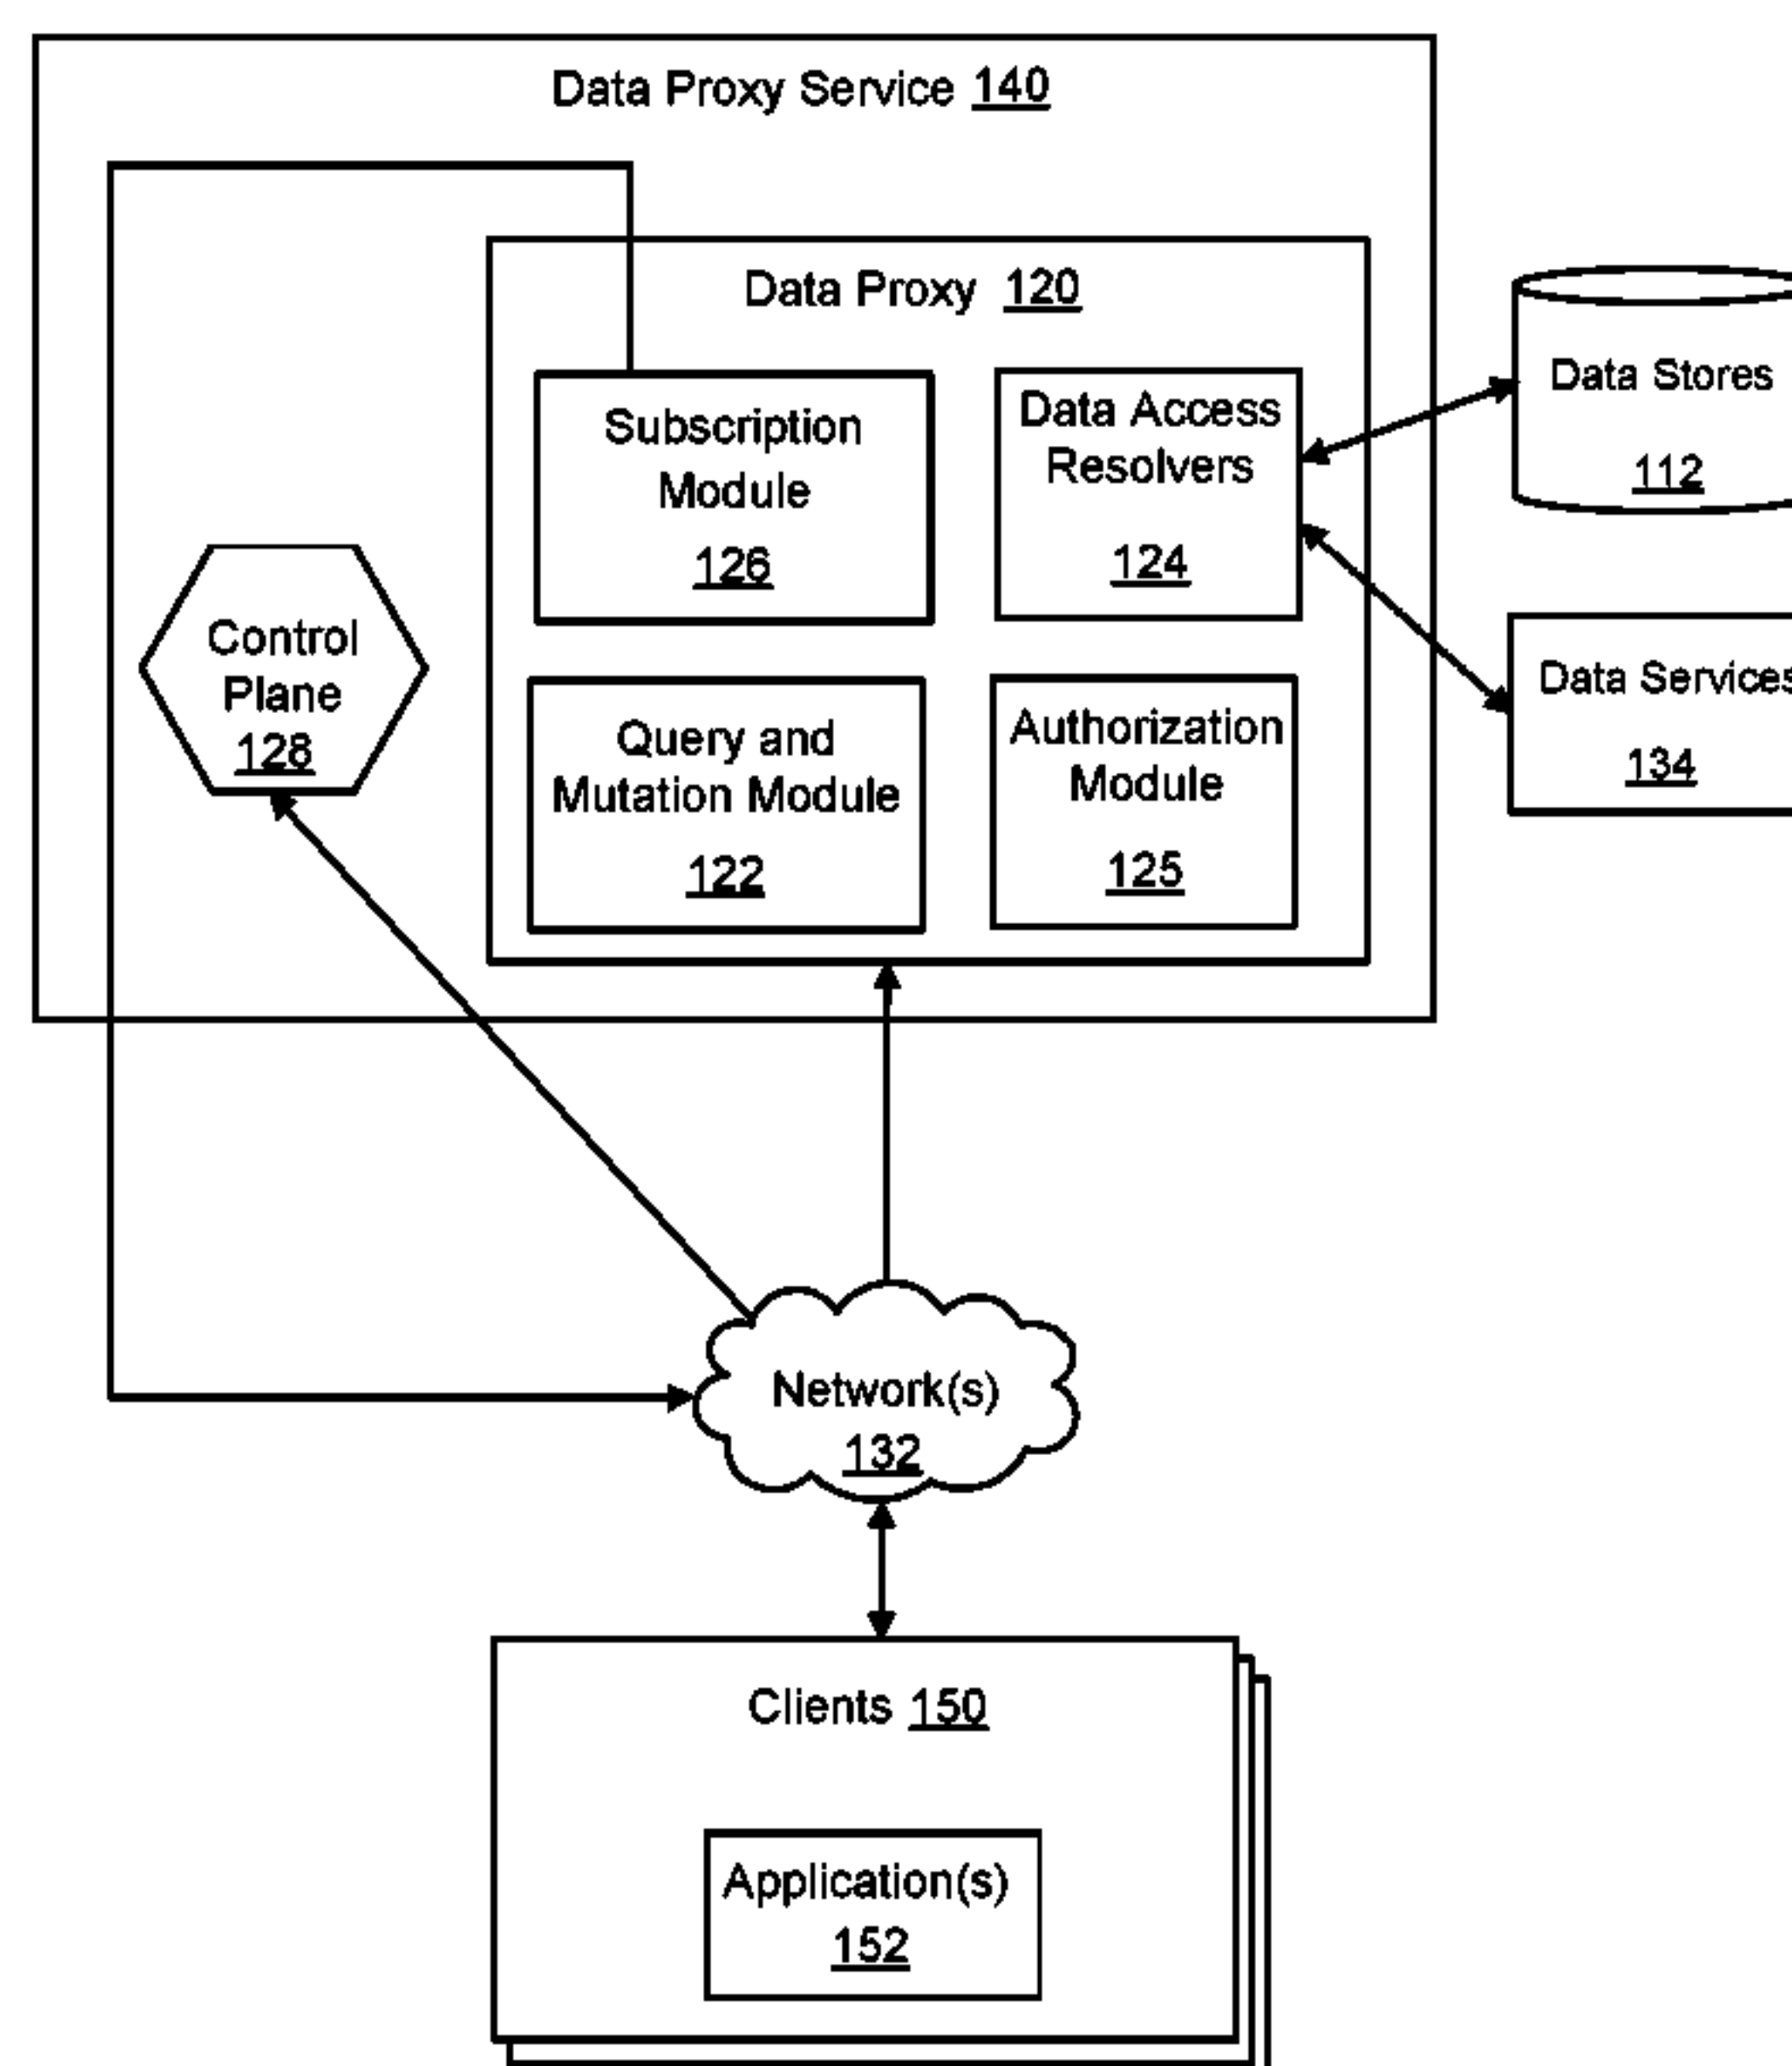 Data Proxy Service 140
Data Proxy 120
Subscription
Module
126
Data Access
Resolvers
124
Data Stores
112
Control
Plane
128
Query and
Mutation Module
122
Authorization
Module
125
Data Services
134
Network(s)
132
Clients 150
Application(s)
152